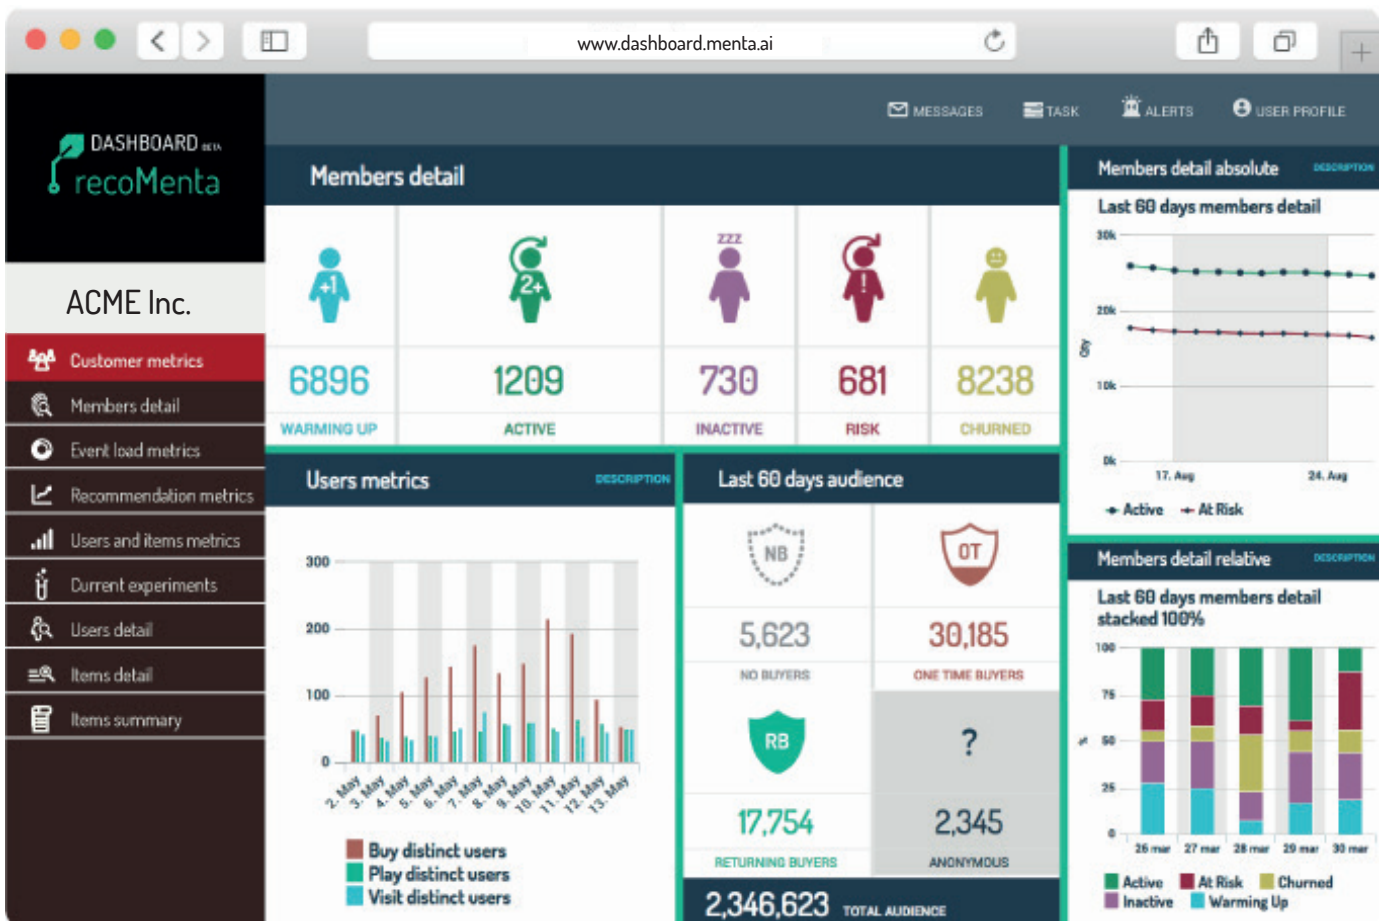 www.dashboard.menta.ai
DASHBOARD BETA
recoMenta
MESSAGES
TASK
ALERTS
USER PROFILE
ACME Inc.
Customer metrics
Members detail
Event load metrics
Recommendation metrics
Users and items metrics
Current experiments
Users detail
Items detail
Items summary
Members detail
+1
2+
zzz
!
6896
1209
730
681
8238
WARMING UP
ACTIVE
INACTIVE
RISK
CHURNED
Users metrics
DESCRIPTION
300
200
100
0
2. May
3. May
4. May
5. May
6. May
7. May
8. May
9. May
10. May
11. May
12. May
13. May
Buy distinct users
Play distinct users
Visit distinct users
Last 60 days audience
NB
OT
5,623
30,185
NO BUYERS
ONE TIME BUYERS
RB
?
17,754
2,345
RETURNING BUYERS
ANONYMOUS
2,346,623 TOTAL AUDIENCE
Members detail absolute
DESCRIPTION
Last 60 days members detail
30k
20k
10k
0k
Qty
17. Aug
24. Aug
Active
At Risk
Members detail relative
DESCRIPTION
Last 60 days members detail
stacked 100%
100
75
50
25
0
%
26 mar
27 mar
28 mar
29 mar
30 mar
Active
At Risk
Churned
Inactive
Warming Up